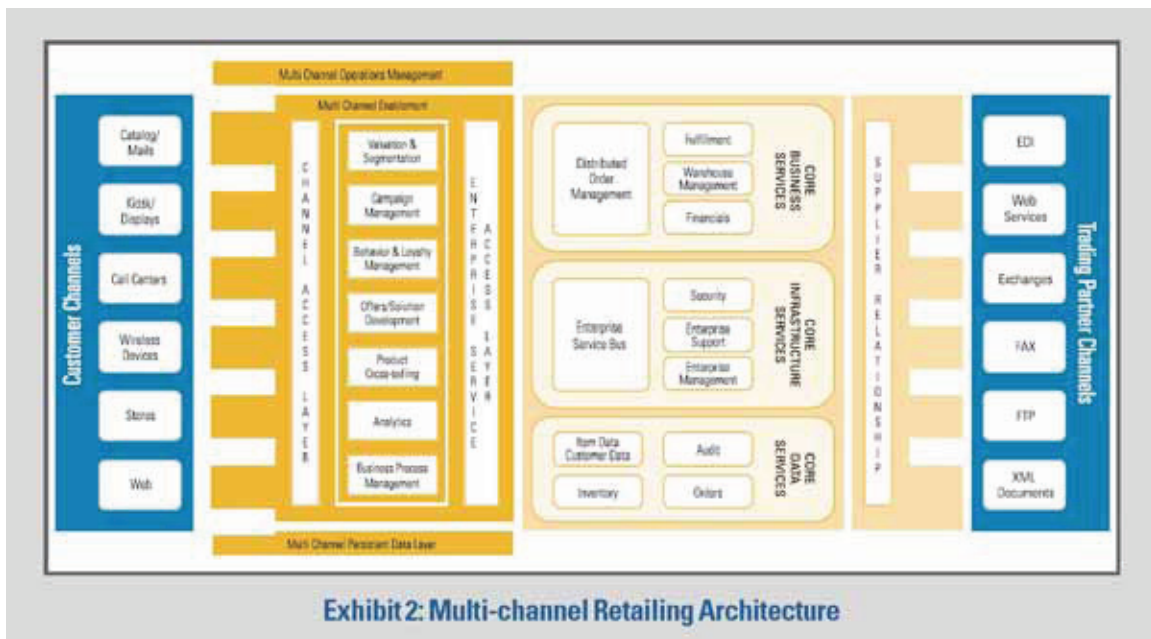 Multi Channel Operations Management
Customer Channels
Catalog/
Mails
Kiosk/
Displays
Call Centers
Wireless
Devices
Stores
Web
Multi Channel Enablement
CHANNEL ACCESS LAYER
Valuation &
Segmentation
Campaign
Management
Behavior & Loyalty
Management
Offers/Solution
Development
Product
Cross-selling
Analytics
Business Process
Management
ENTERPRISE SERVICE
ACCESS LAYER
Multi Channel Persistent Data Layer
Distributed
Order
Management
Fulfillment
Warehouse
Management
Financials
CORE
BUSINESS
SERVICES
Enterprise
Service Bus
Security
Enterprise
Support
Enterprise
Management
CORE
INFRASTRUCTURE
SERVICES
Item Data
Customer Data
Audit
Inventory
Orders
CORE
DATA
SERVICES
SUPPLIER RELATIONSHIP
EDI
Web
Services
Exchanges
FAX
FTP
XML
Documents
Trading Partner Channels
Exhibit 2: Multi-channel Retailing Architecture